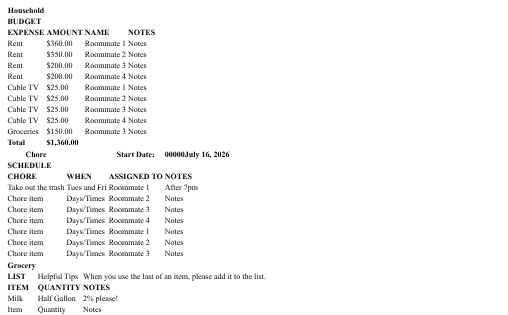 Household
BUDGET
EXPENSE AMOUNT NAME NOTES
Rent $360.00 Roommate 1 Notes
Rent $350.00 Roommate 2 Notes
Rent $200.00 Roommate 3 Notes
Rent $200.00 Roommate 4 Notes
Cable TV $25.00 Roommate 1 Notes
Cable TV $25.00 Roommate 2 Notes
Cable TV $25.00 Roommate 3 Notes
Cable TV $25.00 Roommate 4 Notes
Groceries $150.00 Roommate 3 Notes
Total $1,360.00
Chore Start Date: 00000July 16, 2026
SCHEDULE
CHORE WHEN ASSIGNED TO NOTES
Take out the trash Tues and Fri Roommate 1 After 7pm
Chore item Days/Times Roommate 2 Notes
Chore item Days/Times Roommate 3 Notes
Chore item Days/Times Roommate 4 Notes
Chore item Days/Times Roommate 1 Notes
Chore item Days/Times Roommate 2 Notes
Chore item Days/Times Roommate 3 Notes
Grocery
LIST Helpful Tips When you use the last of an item, please add it to the list.
ITEM QUANTITY NOTES
Milk Half Gallon 2% please!
Item Quantity Notes